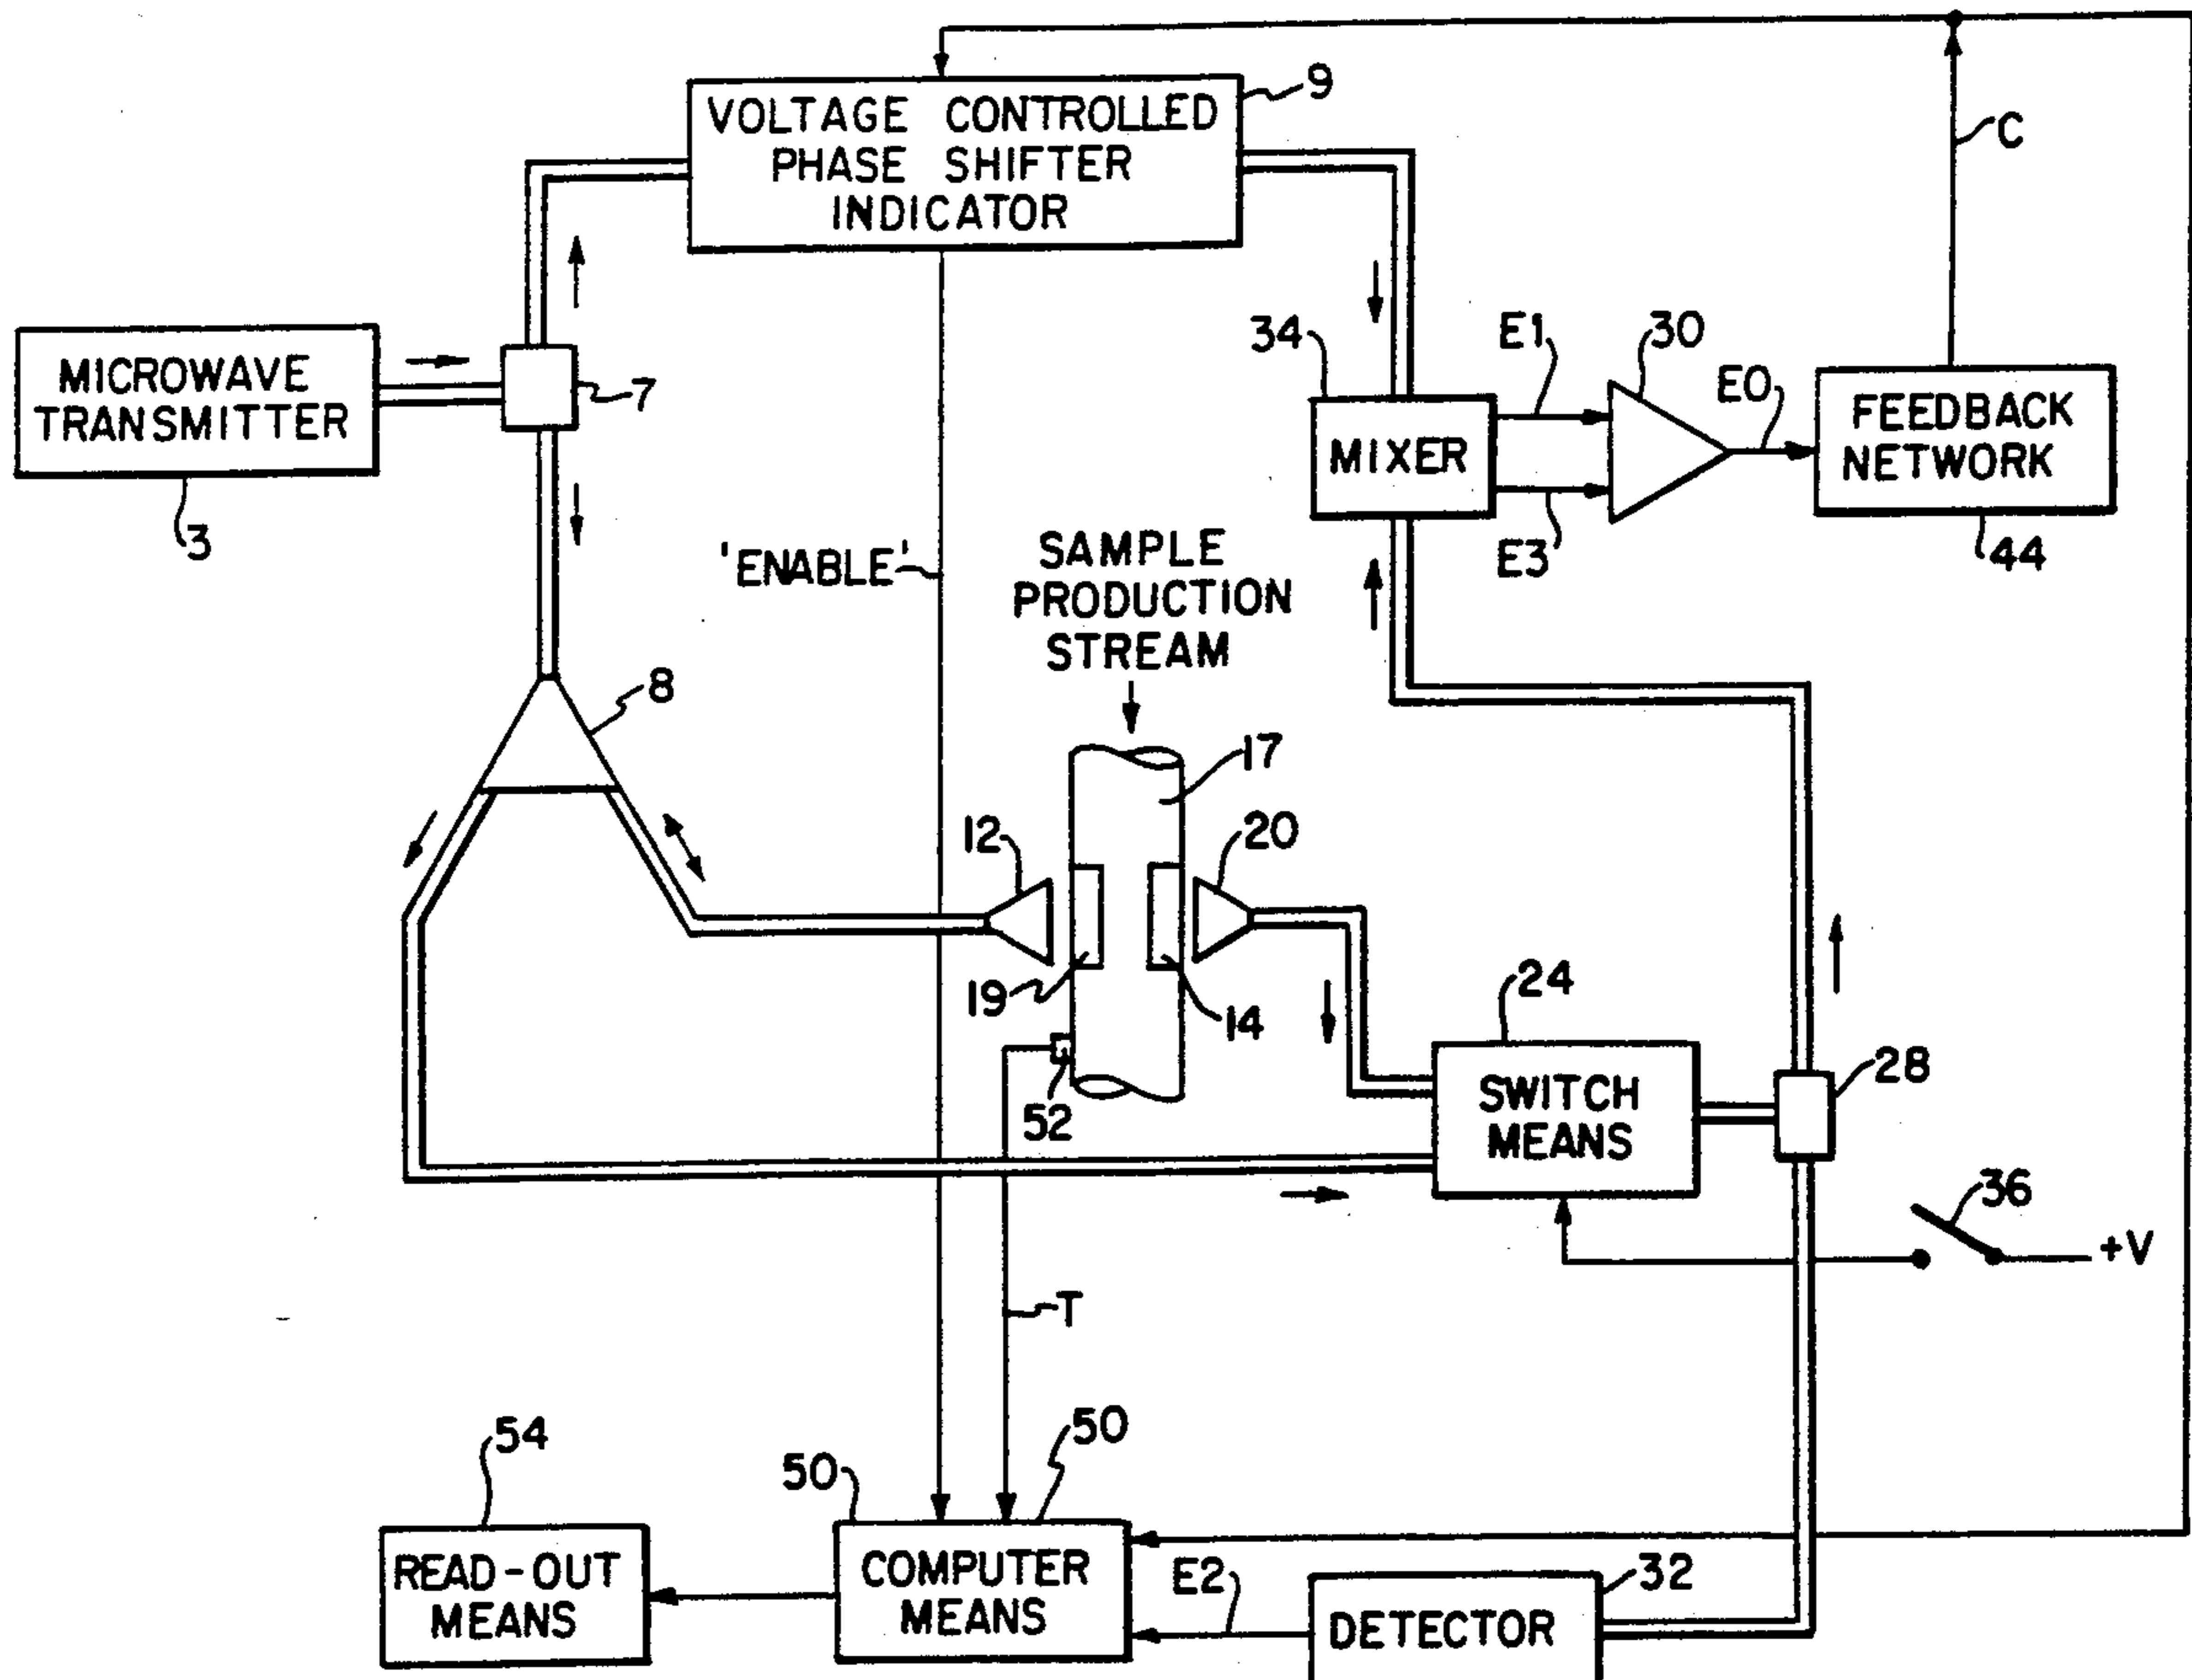 VOLTAGE CONTROLLED
PHASE SHIFTER
INDICATOR
9
C
MICROWAVE
TRANSMITTER
3
7
34
MIXER
E1
E3
30
E0
FEEDBACK
NETWORK
44
'ENABLE'
SAMPLE
PRODUCTION
STREAM
8
17
12
20
19
14
52
24
SWITCH
MEANS
28
36
+V
T
54
READ-OUT
MEANS
50
50
COMPUTER
MEANS
E2
32
DETECTOR